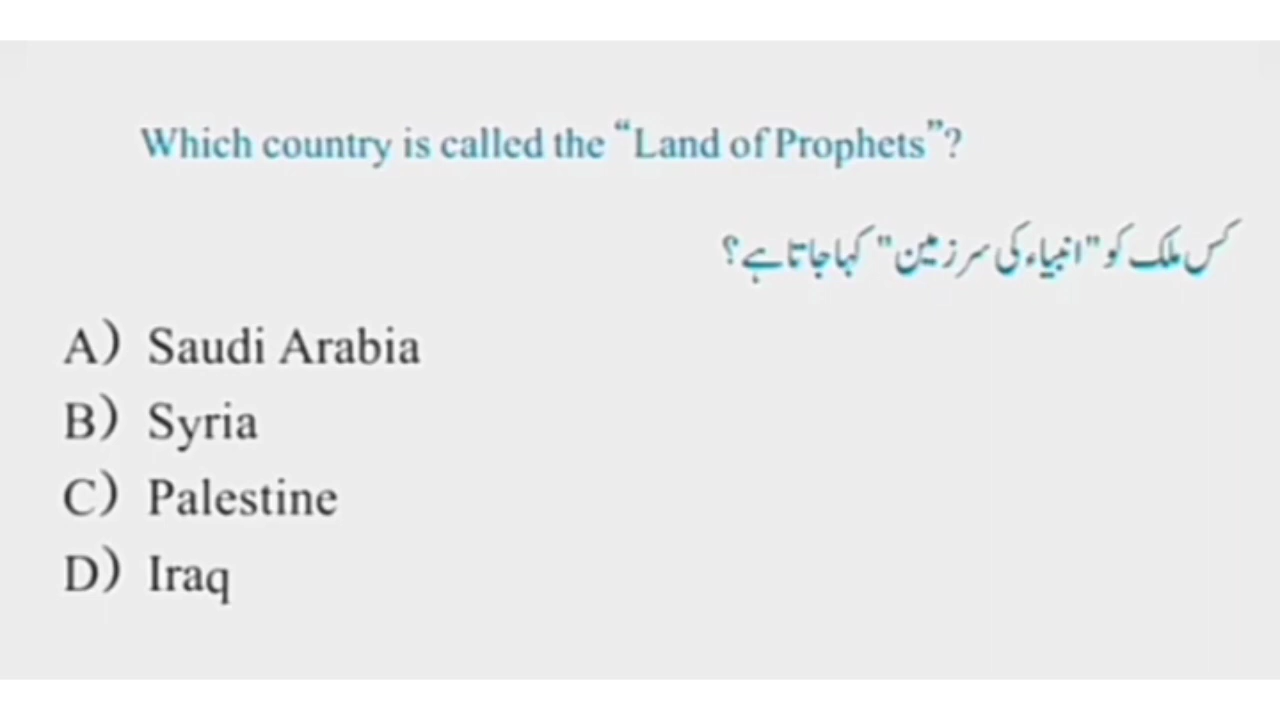 Which country is called the “Land of Prophets”?
کس ملک کو "انبیاء کی سرزمین" کہا جاتا ہے؟
A) Saudi Arabia
B) Syria
C) Palestine
D) Iraq